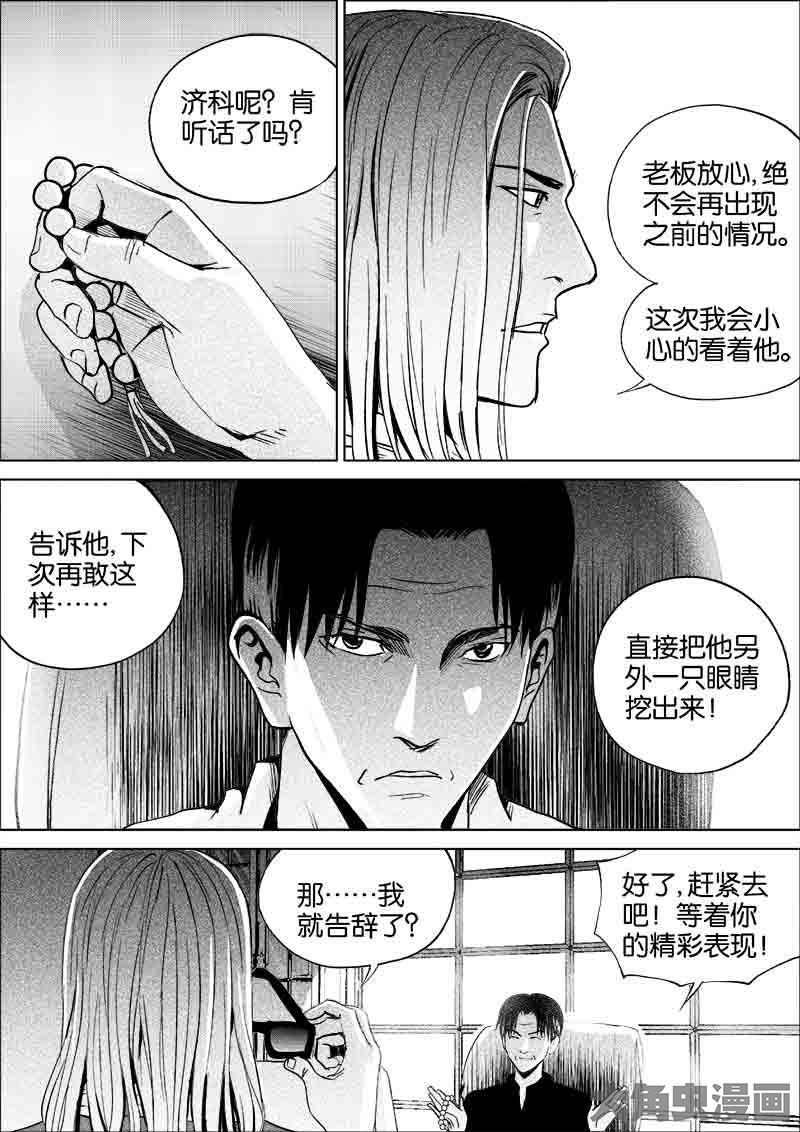 济科呢？肯
听话了吗？
老板放心，绝
不会再出现
之前的情况。
这次我会小
心的看着他。
告诉他，下
次再敢这
样……
直接把他另
外一只眼睛
挖出来！
那……我
就告辞了？
好了，赶紧去
吧！等着你
的精彩表现！
角虫漫画